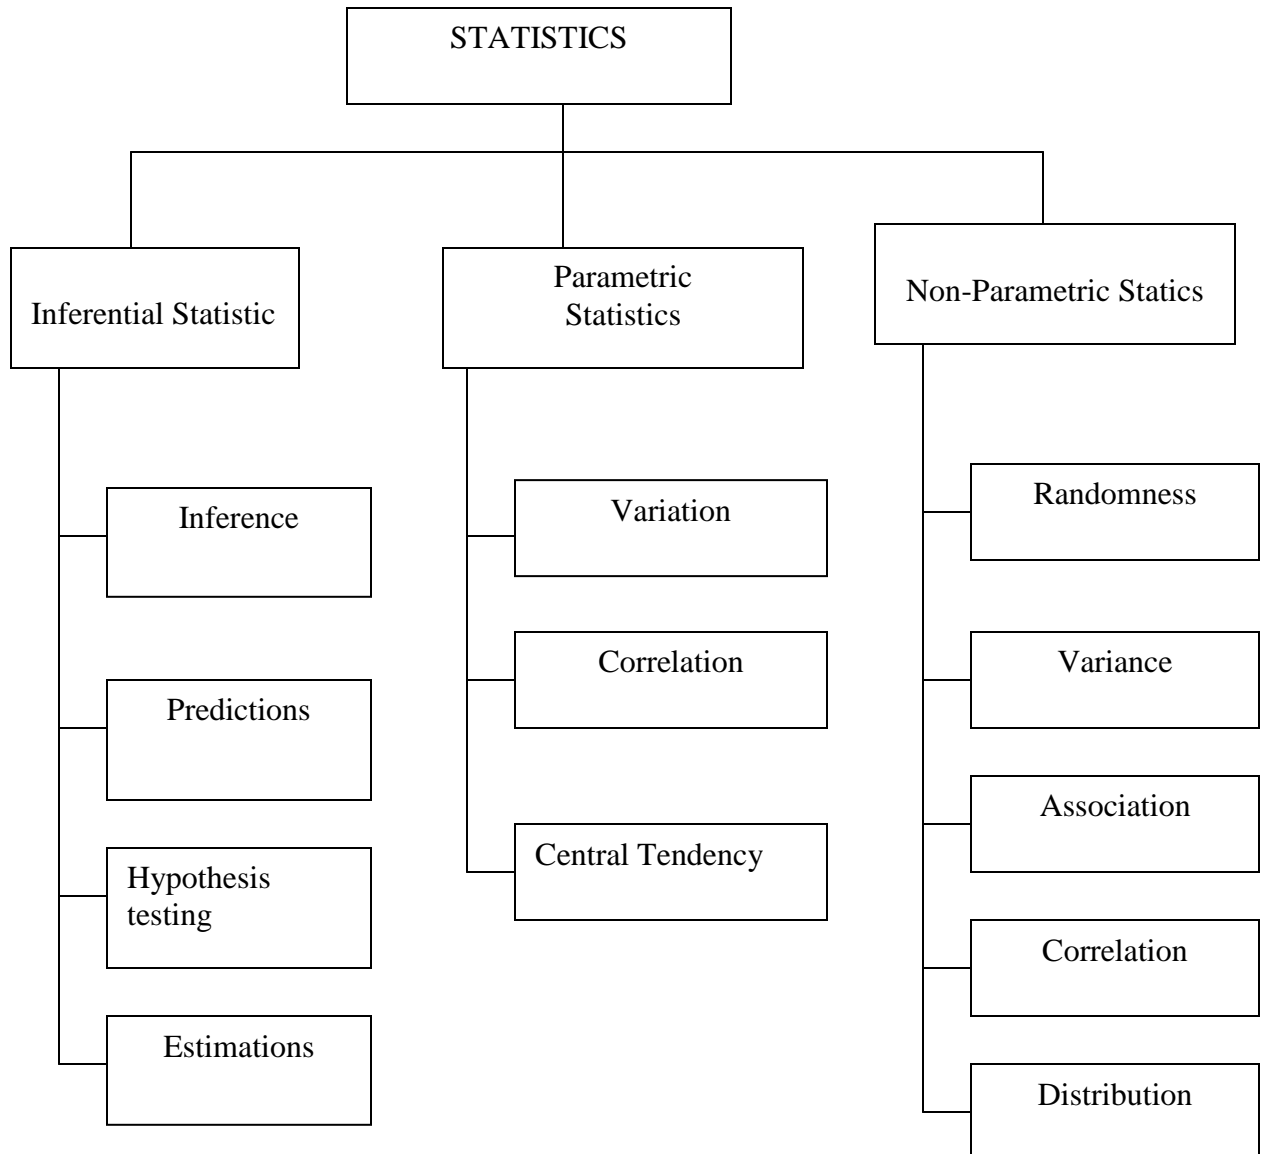 STATISTICS
Inferential Statistic
Parametric
Statistics
Non-Parametric Statics
Inference
Predictions
Hypothesis
testing
Estimations
Variation
Correlation
Central Tendency
Randomness
Variance
Association
Correlation
Distribution